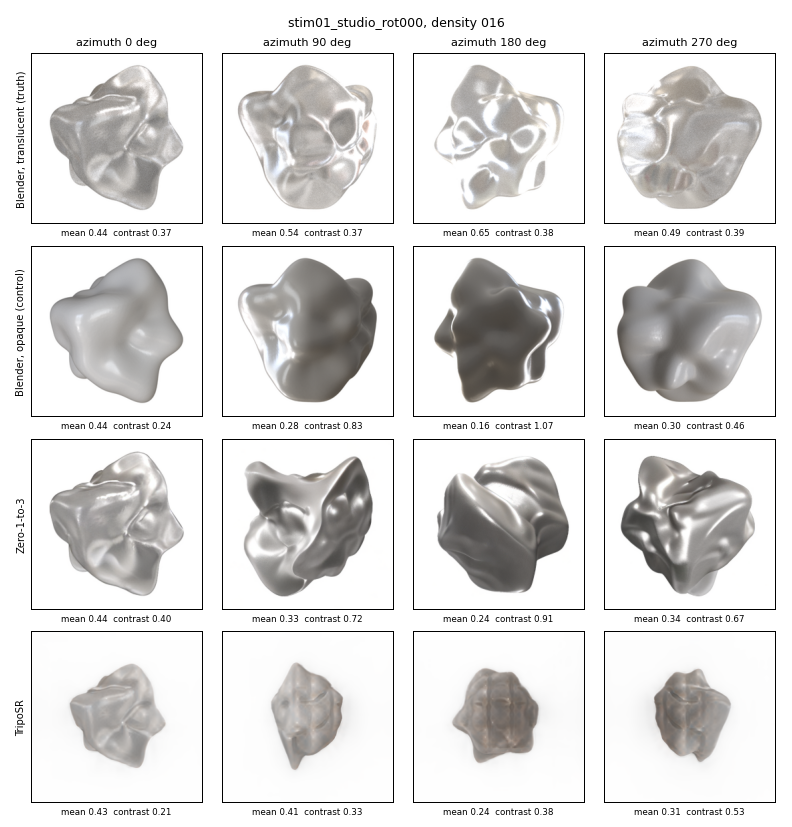 stim01_studio_rot000, density 016
azimuth 0 deg
azimuth 90 deg
azimuth 180 deg
azimuth 270 deg
Blender, translucent (truth)
mean 0.44  contrast 0.37
mean 0.54  contrast 0.37
mean 0.65  contrast 0.38
mean 0.49  contrast 0.39
Blender, opaque (control)
mean 0.44  contrast 0.24
mean 0.28  contrast 0.83
mean 0.16  contrast 1.07
mean 0.30  contrast 0.46
Zero-1-to-3
mean 0.44  contrast 0.40
mean 0.33  contrast 0.72
mean 0.24  contrast 0.91
mean 0.34  contrast 0.67
TripoSR
mean 0.43  contrast 0.21
mean 0.41  contrast 0.33
mean 0.24  contrast 0.38
mean 0.31  contrast 0.53